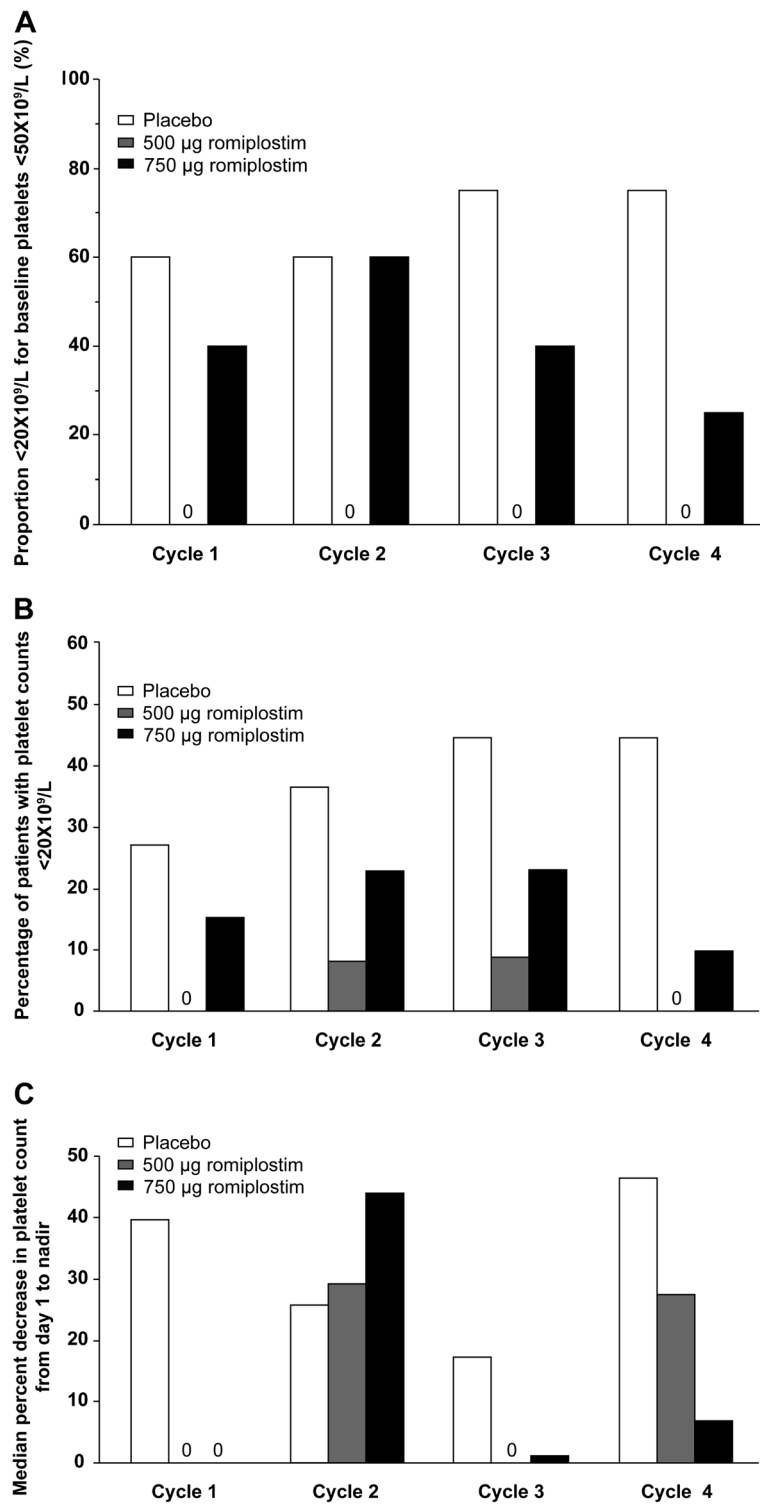 A
Proportion <20X10⁹/L for baseline platelets <50X10⁹/L (%)
100
80
60
40
20
0
Placebo
500 µg romiplostim
750 µg romiplostim
0
0
0
0
Cycle 1
Cycle 2
Cycle 3
Cycle 4
B
Percentage of patients with platelet counts
<20X10⁹/L
60
50
40
30
20
10
0
Placebo
500 µg romiplostim
750 µg romiplostim
0
0
Cycle 1
Cycle 2
Cycle 3
Cycle 4
C
Median percent decrease in platelet count
from day 1 to nadir
50
40
30
20
10
0
Placebo
500 µg romiplostim
750 µg romiplostim
0
0
0
Cycle 1
Cycle 2
Cycle 3
Cycle 4